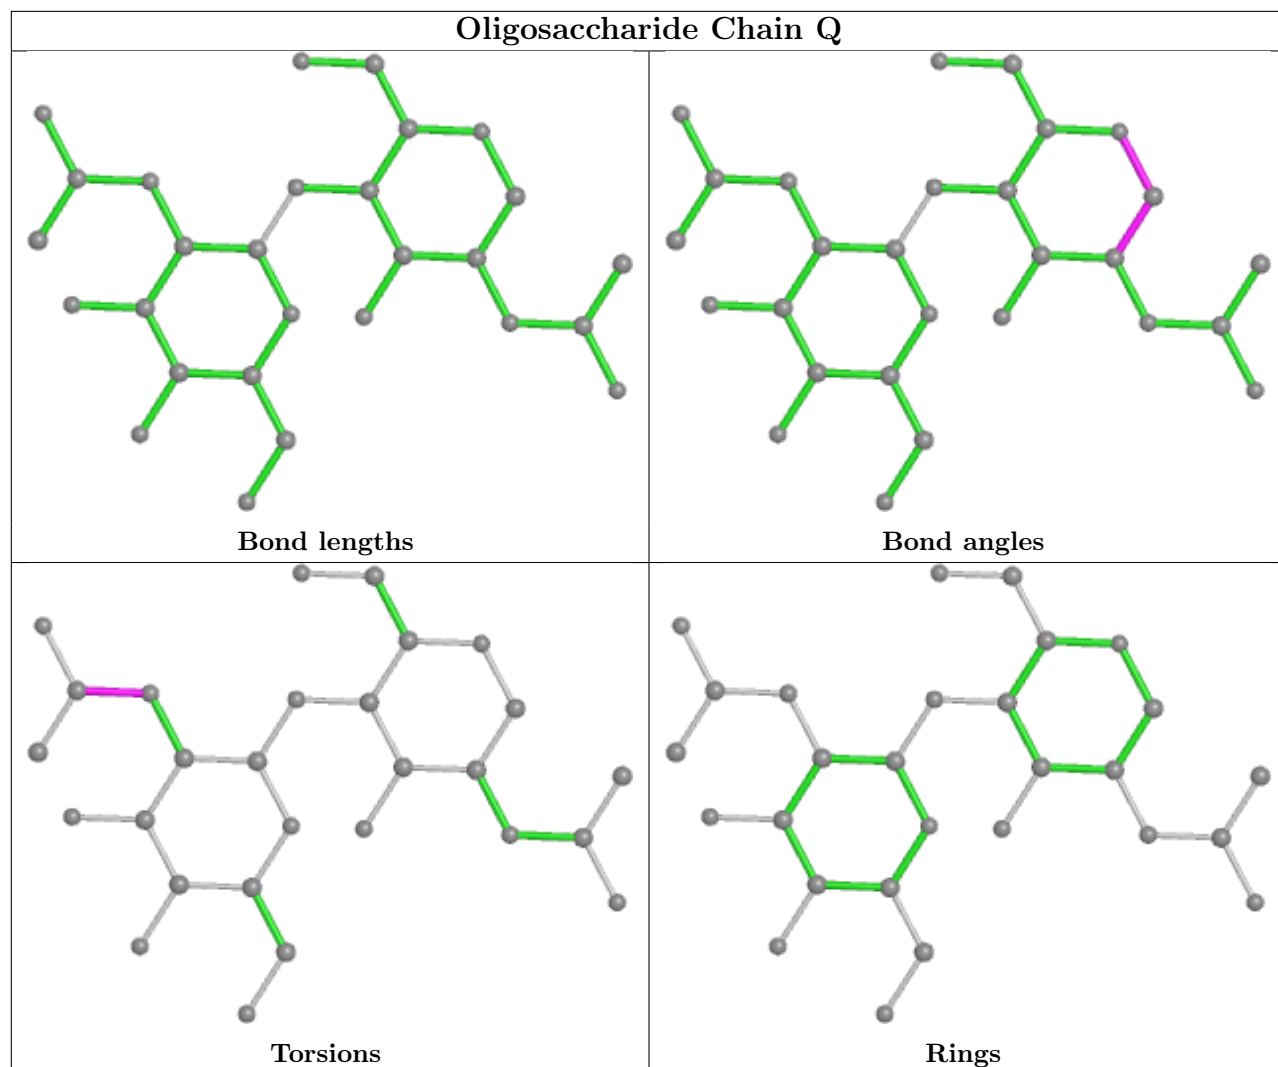 Oligosaccharide Chain Q
Bond lengths
Bond angles
Torsions
Rings